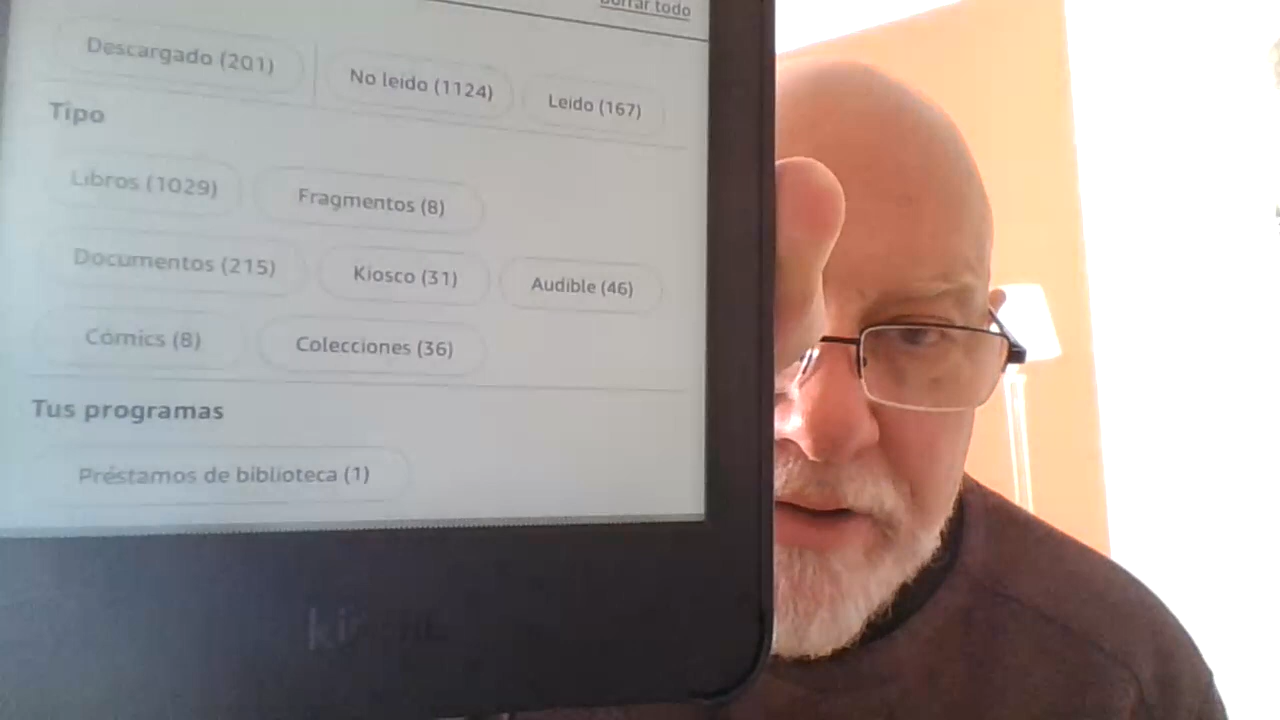 Borrar todo
Descargado (201) No leído (1124) Leído (167)
Tipo
Libros (1029) Fragmentos (8)
Documentos (215) Kiosco (31) Audible (46)
Cómics (8) Colecciones (36)
Tus programas
Préstamos de biblioteca (1)
kindle